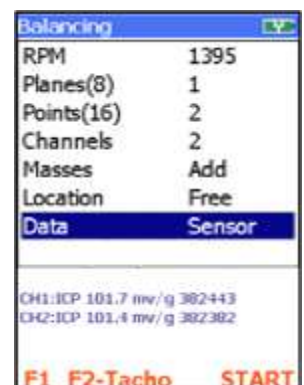 Balancing
RPM 1395
Planes(8) 1
Points(16) 2
Channels 2
Masses Add
Location Free
Data Sensor
CH1:ICP 101.7 mv/g 382443
CH2:ICP 101.4 mv/g 382382
F1 F2-Tacho START